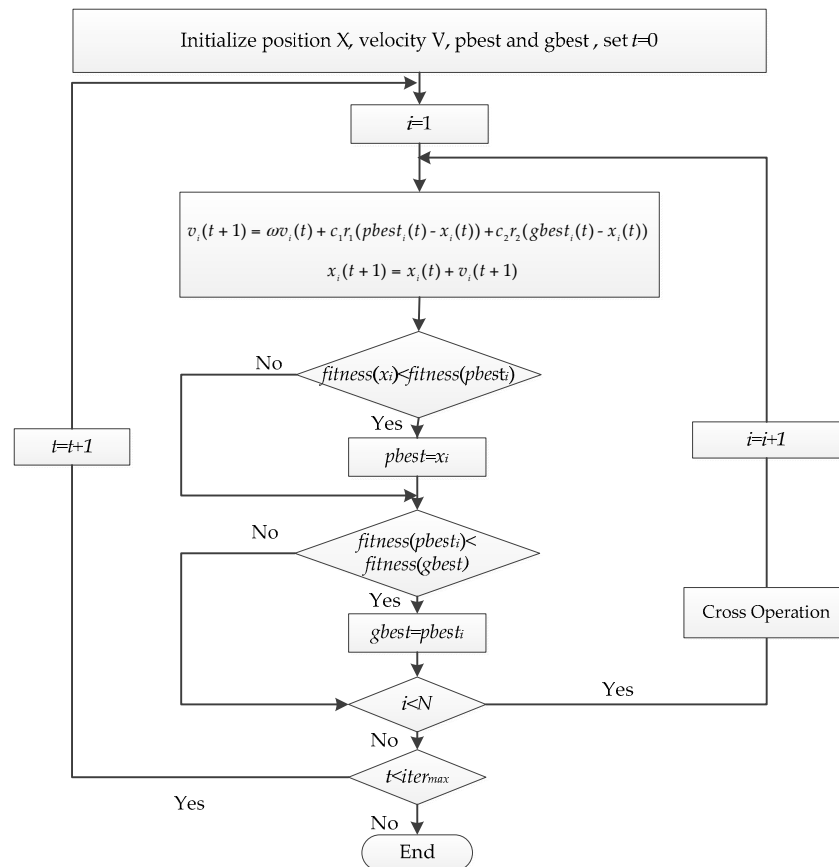 Initialize position X, velocity V, pbest and gbest , set t=0
i=1
v_i(t+1) = ωv_i(t) + c_1r_1(pbest_i(t) - x_i(t)) + c_2r_2(gbest_i(t) - x_i(t))
x_i(t+1) = x_i(t) + v_i(t+1)
No
fitness(x_i)<fitness(pbest_i)
Yes
t=t+1
i=i+1
pbest=x_i
No
fitness(pbest_i)<
fitness(gbest)
Yes
Cross Operation
gbest=pbest_i
Yes
i<N
No
t<iter_max
Yes
No
End